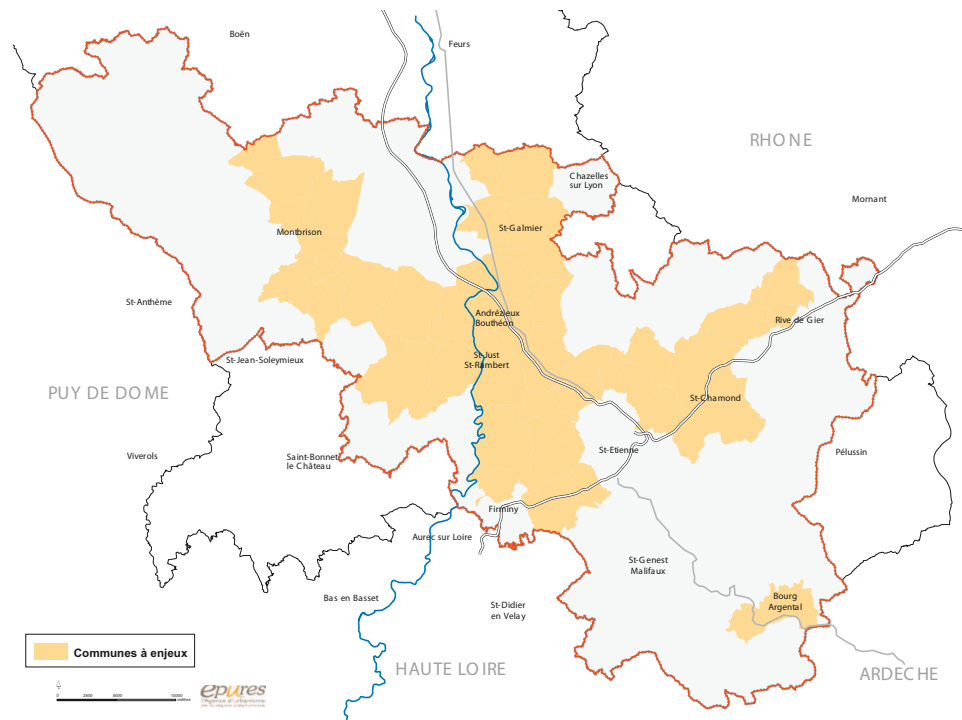 Boën
Feurs
RHONE
Chazelles
sur Lyon
Mornant
Montbrison
St-Galmier
St-Anthème
Andrézieux
Bouthéon
Rive de Gier
St-Jean-Soleymieux
St-Just
St-Rambert
PUY DE DOME
St-Chamond
Viverols
Saint-Bonnet
le Château
St-Etienne
Pélussin
Firminy
Aurec sur Loire
St-Genest
Malifaux
Bas en Basset
St-Didier
en Velay
Bourg
Argental
Communes à enjeux
HAUTE LOIRE
ARDECHE
epures